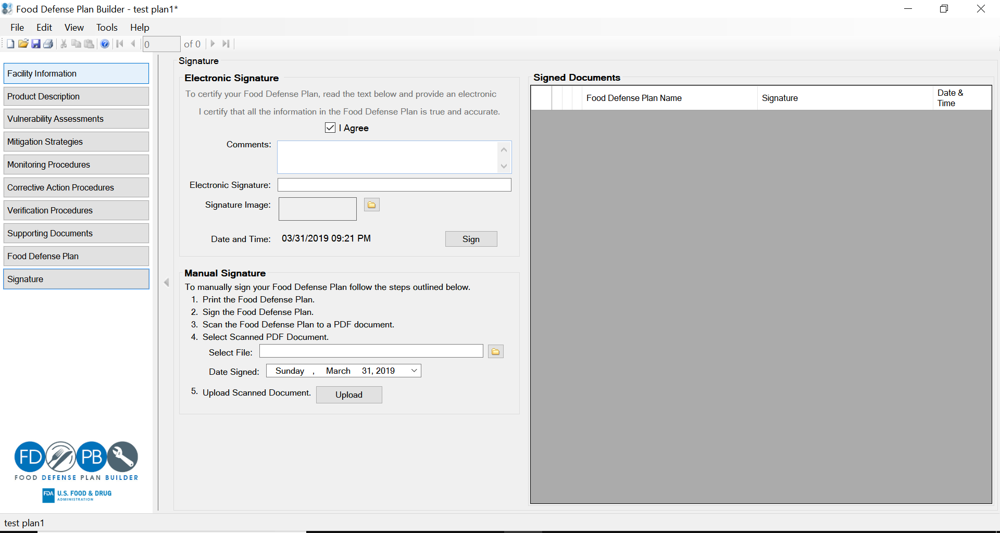 Food Defense Plan Builder - test plan1*
File Edit View Tools Help
0 of 0
Facility Information
Product Description
Vulnerability Assessments
Mitigation Strategies
Monitoring Procedures
Corrective Action Procedures
Verification Procedures
Supporting Documents
Food Defense Plan
Signature
FD PB
FOOD DEFENSE PLAN BUILDER
FDA U.S. FOOD & DRUG
ADMINISTRATION
Signature
Electronic Signature
To certify your Food Defense Plan, read the text below and provide an electronic
I certify that all the information in the Food Defense Plan is true and accurate.
I Agree
Comments:
Electronic Signature:
Signature Image:
Date and Time: 03/31/2019 09:21 PM Sign
Manual Signature
To manually sign your Food Defense Plan follow the steps outlined below.
1. Print the Food Defense Plan.
2. Sign the Food Defense Plan.
3. Scan the Food Defense Plan to a PDF document.
4. Select Scanned PDF Document.
Select File:
Date Signed: Sunday , March 31, 2019
5. Upload Scanned Document. Upload
Signed Documents
Food Defense Plan Name Signature Date &
Time
test plan1